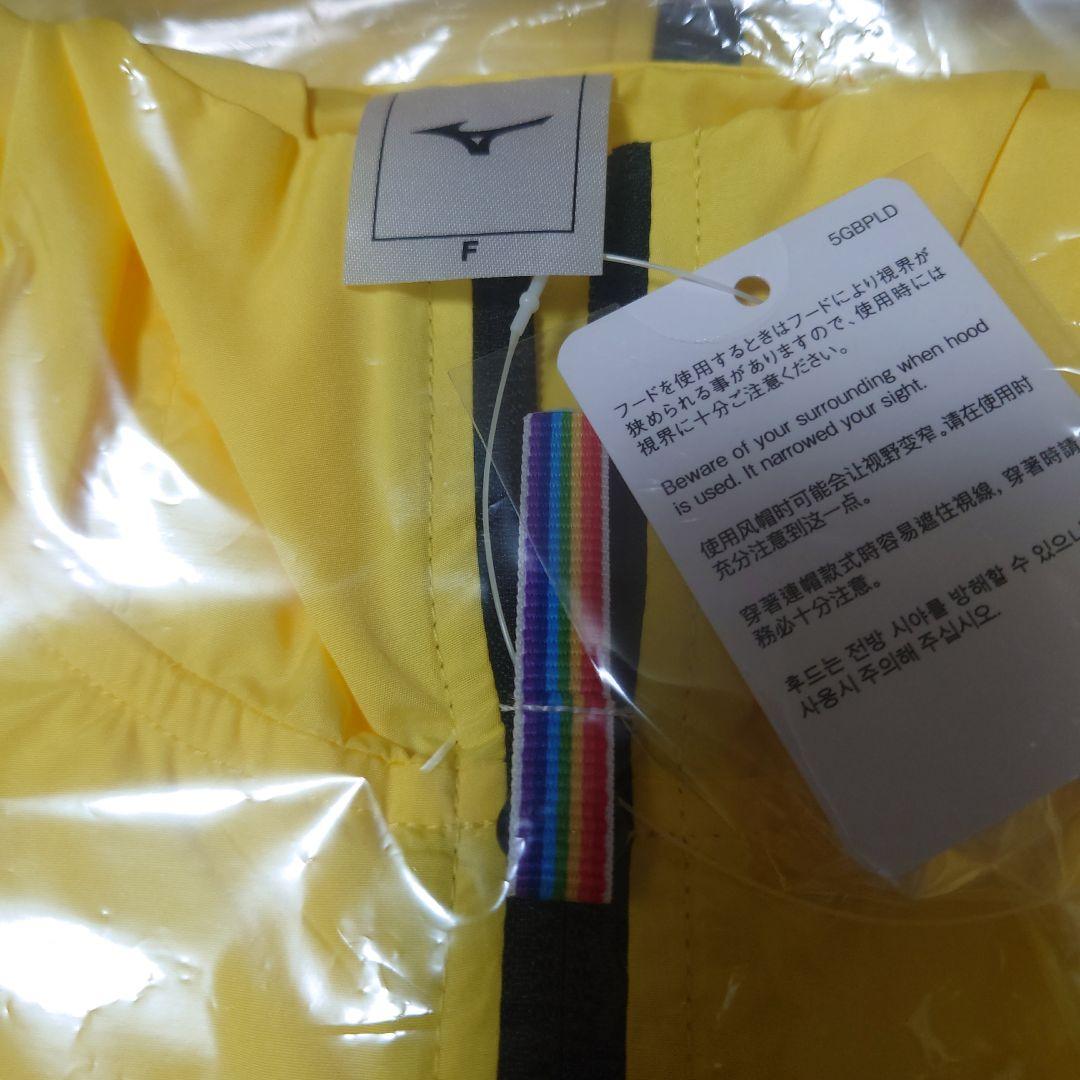 F
5GBPLD
フードを使用するときはフードにより視界が
狭められる事がありますので、使用時には
視界に十分ご注意ください。
Beware of your surrounding when hood
is used. It narrowed your sight.
使用风帽时可能会让视野变窄。请在使用时
充分注意到这一点。
穿著連帽款式時容易遮住視線，穿著時請
務必十分注意。
후드는 전방 시야를 방해할 수 있으니
사용시 주의해 주십시오.